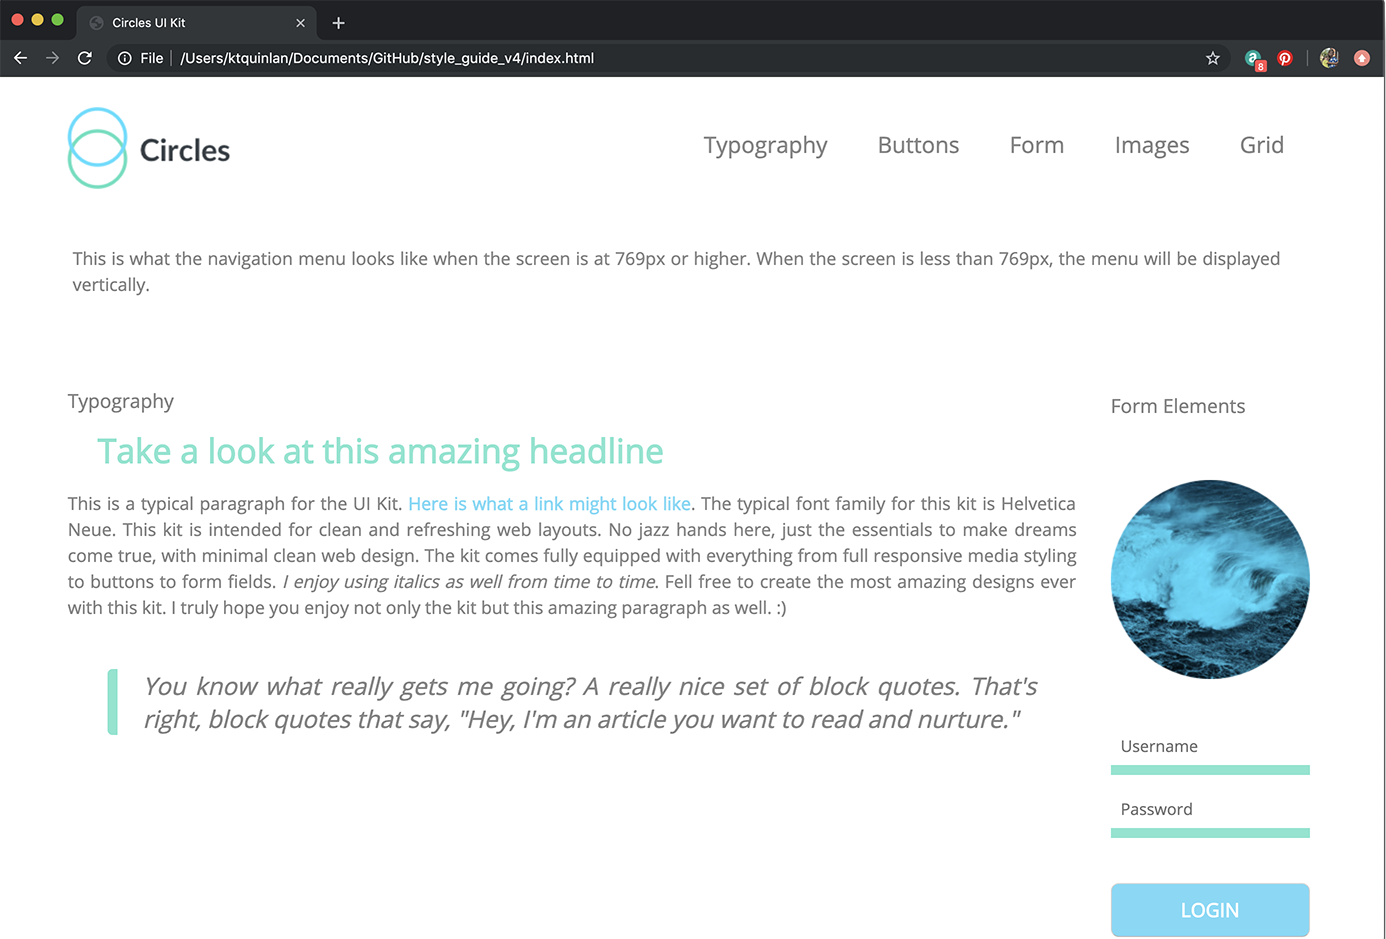 Circles UI Kit
File
/Users/ktquinlan/Documents/GitHub/style_guide_v4/index.html
a
8
Circles
Typography
Buttons
Form
Images
Grid
This is what the navigation menu looks like when the screen is at 769px or higher. When the screen is less than 769px, the menu will be displayed
vertically.
Typography
Take a look at this amazing headline
This is a typical paragraph for the UI Kit. Here is what a link might look like. The typical font family for this kit is Helvetica
Neue. This kit is intended for clean and refreshing web layouts. No jazz hands here, just the essentials to make dreams
come true, with minimal clean web design. The kit comes fully equipped with everything from full responsive media styling
to buttons to form fields. I enjoy using italics as well from time to time. Fell free to create the most amazing designs ever
with this kit. I truly hope you enjoy not only the kit but this amazing paragraph as well. :)
You know what really gets me going? A really nice set of block quotes. That's
right, block quotes that say, "Hey, I'm an article you want to read and nurture."
Form Elements
Username
Password
LOGIN